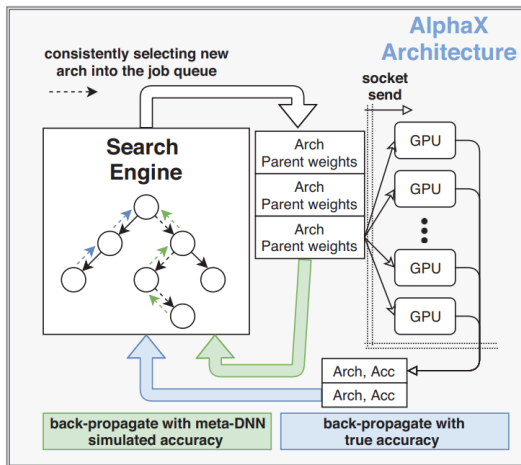 AlphaX
Architecture
consistently selecting new
arch into the job queue
socket
send
Search
Engine
Arch
Parent weights
Arch
Parent weights
Arch
Parent weights
GPU
GPU
GPU
GPU
Arch, Acc
Arch, Acc
back-propagate with meta-DNN
simulated accuracy
back-propagate with
true accuracy